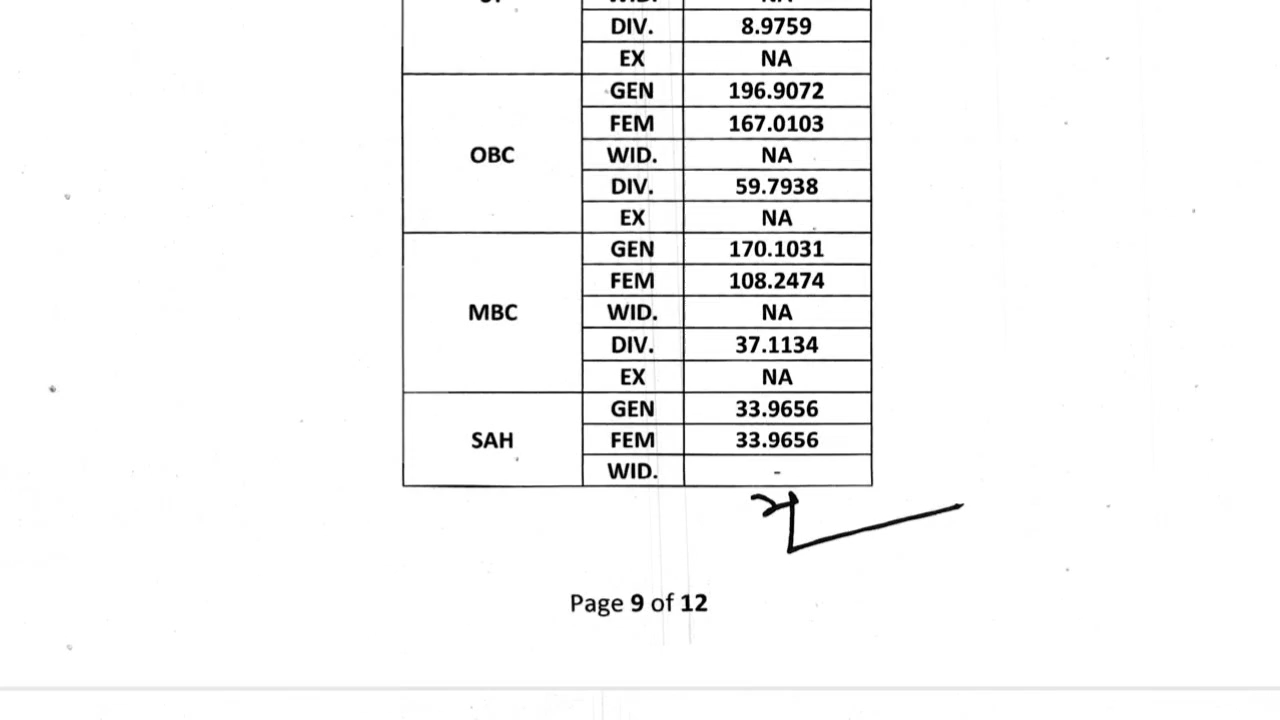 DIV. 8.9759
EX NA
GEN 196.9072
FEM 167.0103
OBC WID. NA
DIV. 59.7938
EX NA
GEN 170.1031
FEM 108.2474
MBC WID. NA
DIV. 37.1134
EX NA
GEN 33.9656
SAH FEM 33.9656
WID. -
Page 9 of 12